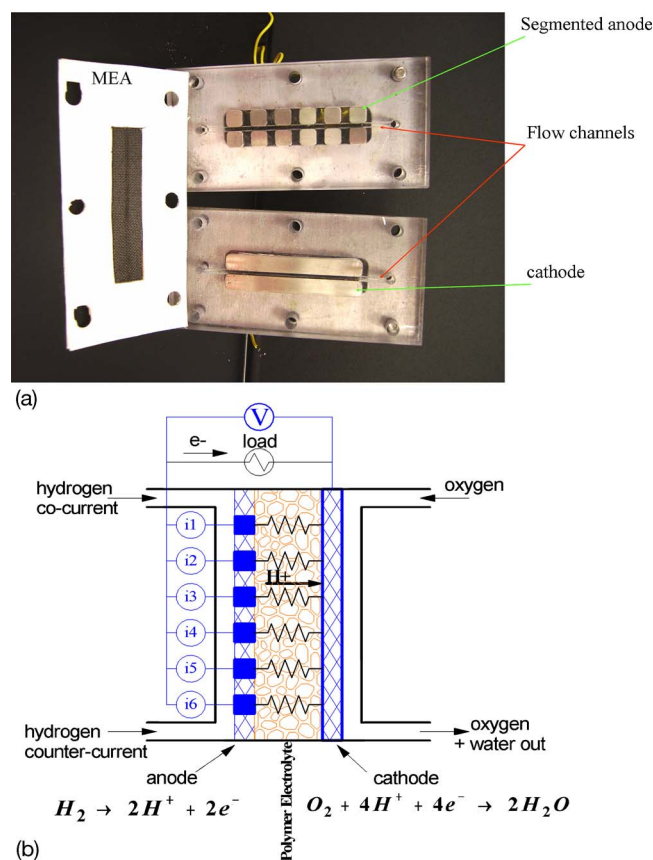 Segmented anode
MEA
Flow channels
cathode
(a)
V
e-
load
hydrogen
co-current
oxygen
i1
i2
H+
i3
i4
i5
i6
hydrogen
counter-current
oxygen
+ water out
anode
Polymer Electrolyte
cathode
H₂ → 2H⁺ + 2e⁻
O₂ + 4H⁺ + 4e⁻ → 2H₂O
(b)